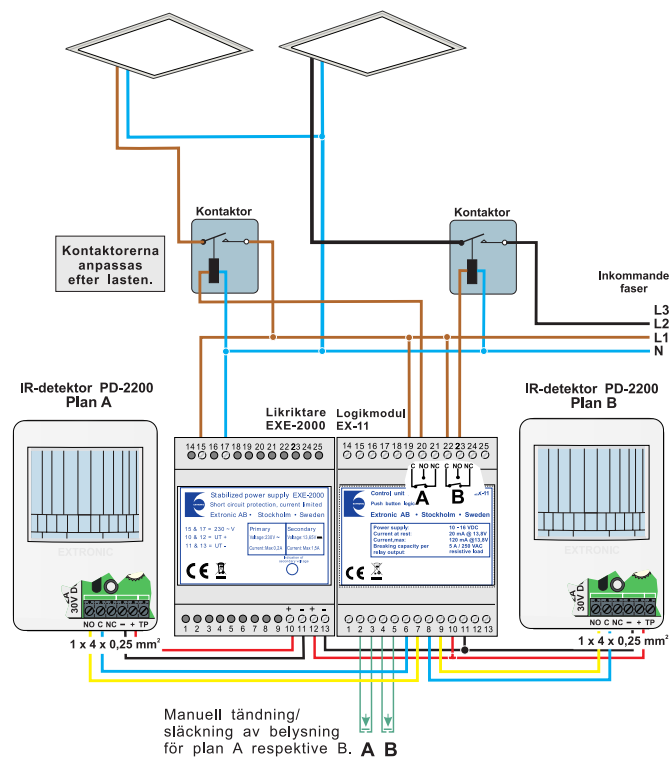 Kontaktor
Kontaktor
Kontaktorerna
anpassas
efter lasten.
Inkommande
faser
L3
L2
L1
N
IR-detektor PD-2200
Plan A
Likriktare
EXE-2000
Logikmodul
EX-11
IR-detektor PD-2200
Plan B
14 15 16 17 18 19 20 21 22 23 24 25
14 15 16 17 18 19 20 21 22 23 24 25
C NO NC
C NO NC
A
B
Stabilized power supply EXE-2000
Short circuit protection, current limited
Extronic AB • Stockholm • Sweden
15 & 17 = 230 ~ V
10 & 12 = UT +
11 & 13 = UT -
Primary
Voltage 230V ~
Current.Max 0,2A
Secondary
Voltage 13,85V
Current.Max 1,5A
Indication of
secondary voltage
CE
Control unit
EX-11
Push button logic
Extronic AB • Stockholm • Sweden
Power supply: 10 - 16 VDC
Current at rest: 20 mA @ 13,8V
Current,max: 120 mA @13,8V
Breaking capacity per 5 A / 250 VAC
relay output: resistive load
CE
EXTRONIC
EXTRONIC
30V D.
30V D.
NO C NC – + TP
NO C NC – + TP
1 x 4 x 0,25 mm²
1 x 4 x 0,25 mm²
+ – + –
1 2 3 4 5 6 7 8 9 10 11 12 13
1 2 3 4 5 6 7 8 9 10 11 12 13
Manuell tändning/
släckning av belysning
för plan A respektive B.
A B